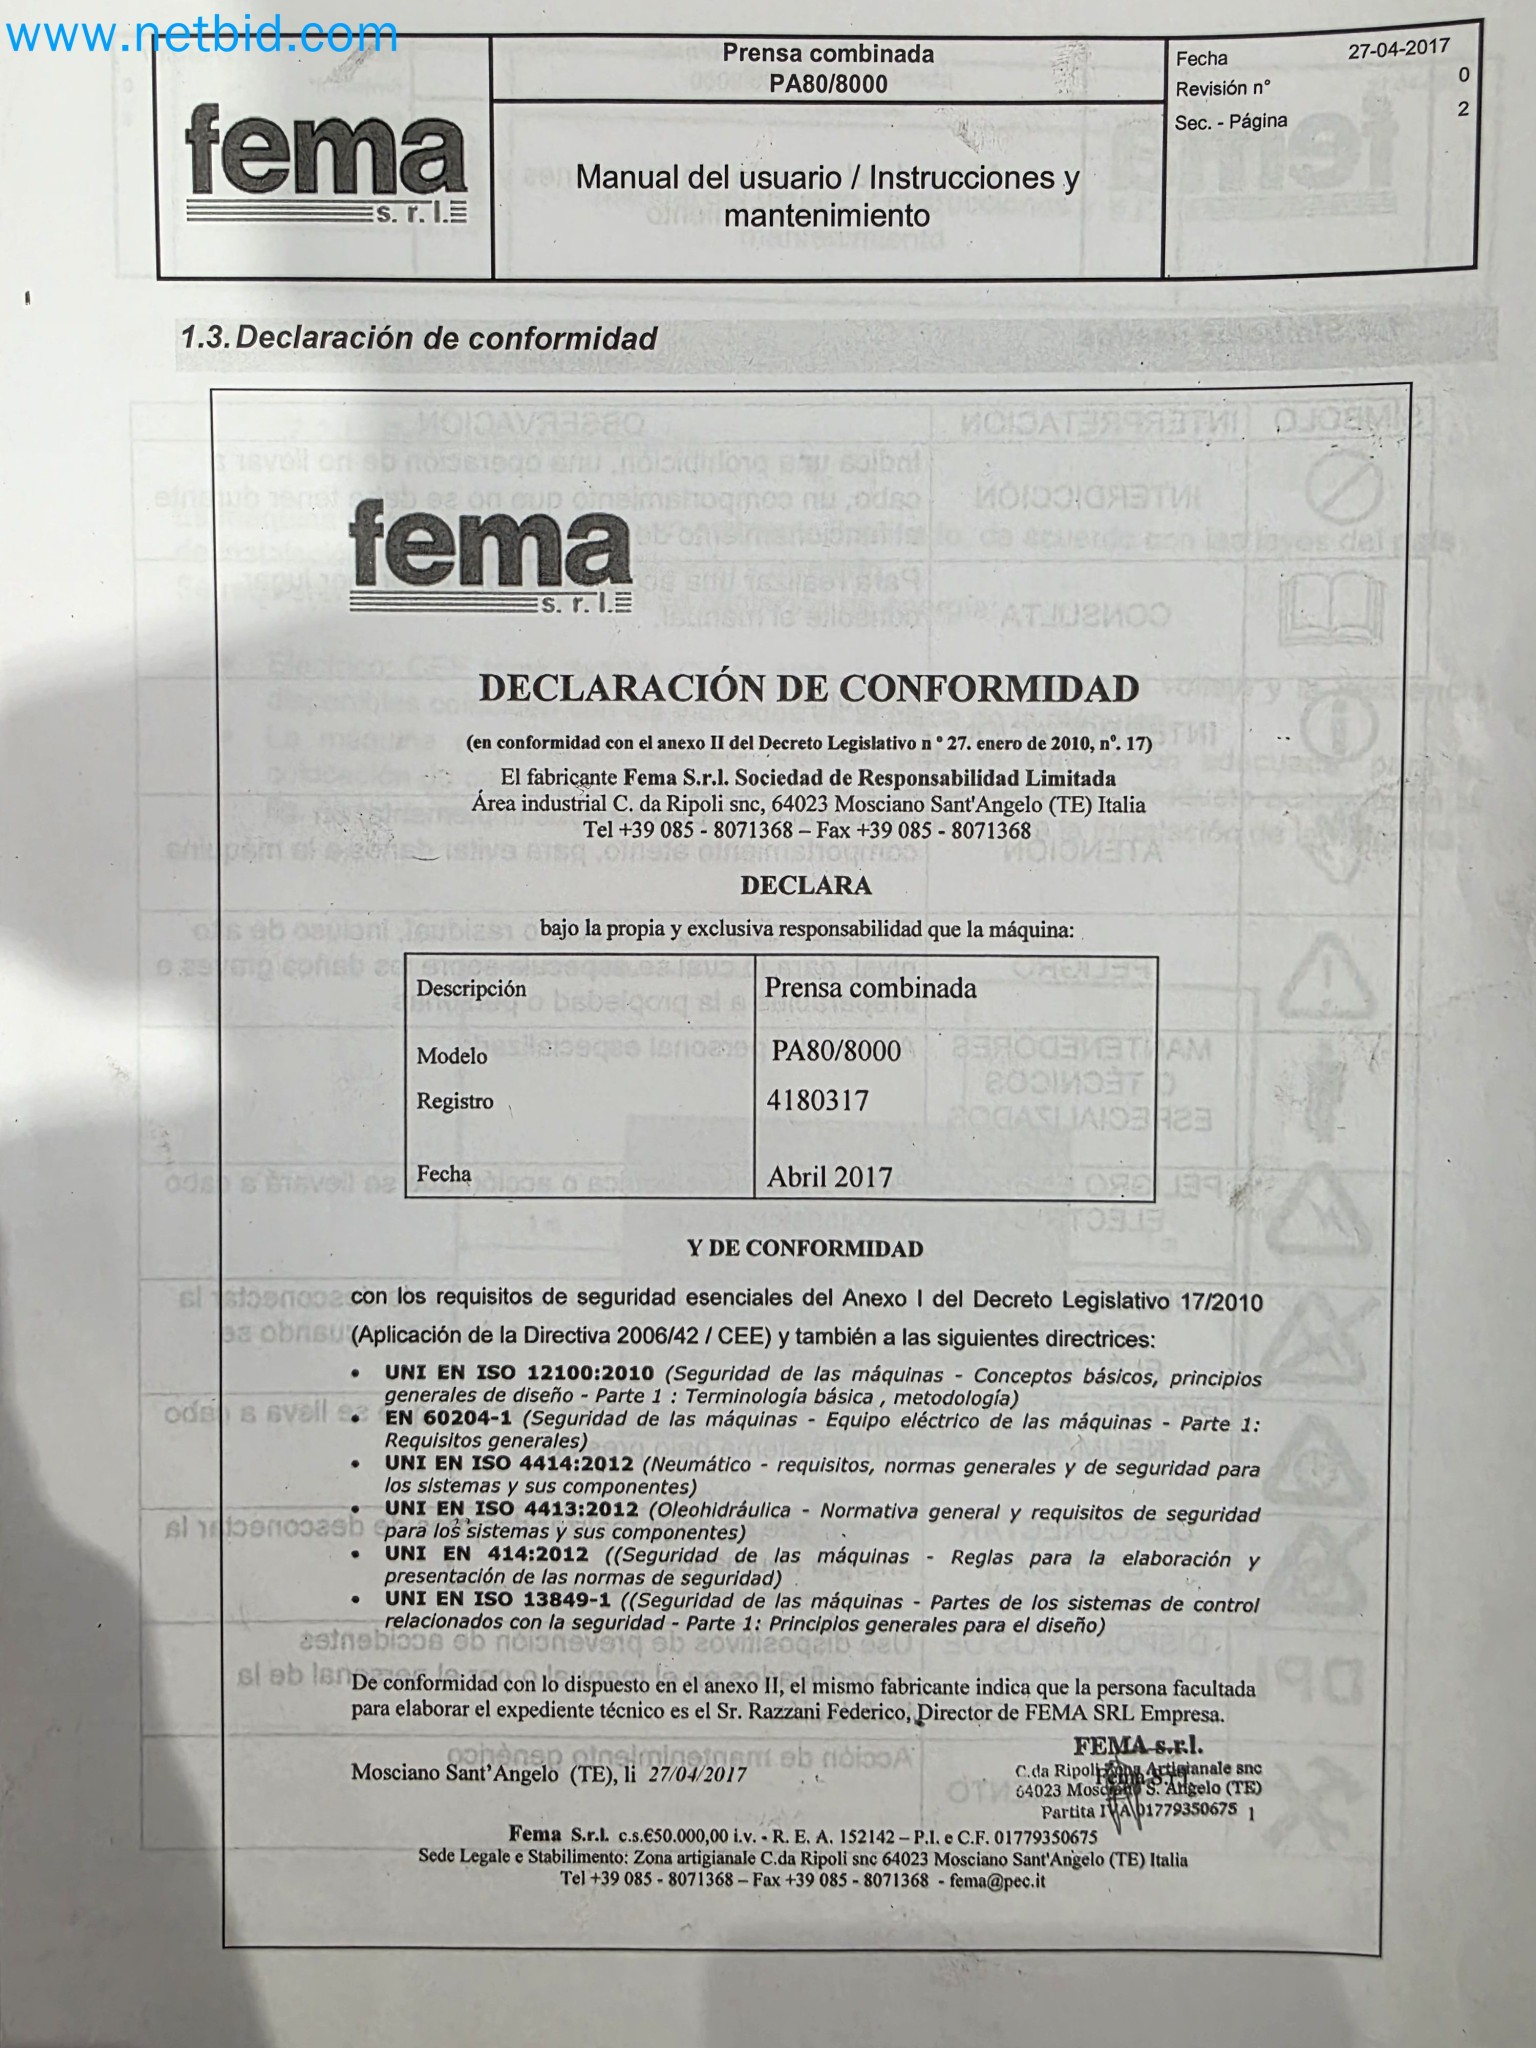 www.netbid.com
fema
s. r. l.
Prensa combinada
PA80/8000
Manual del usuario / Instrucciones y
mantenimiento
Fecha 27-04-2017
Revisión n° 0
Sec. - Página 2
1.3. Declaración de conformidad
fema
s. r. l.
DECLARACIÓN DE CONFORMIDAD
(en conformidad con el anexo II del Decreto Legislativo n º 27. enero de 2010, nº. 17)
El fabricante Fema S.r.l. Sociedad de Responsabilidad Limitada
Área industrial C. da Ripoli snc, 64023 Mosciano Sant'Angelo (TE) Italia
Tel +39 085 - 8071368 – Fax +39 085 - 8071368
DECLARA
bajo la propia y exclusiva responsabilidad que la máquina:
Descripción Prensa combinada
Modelo PA80/8000
Registro 4180317
Fecha Abril 2017
Y DE CONFORMIDAD
con los requisitos de seguridad esenciales del Anexo I del Decreto Legislativo 17/2010
(Aplicación de la Directiva 2006/42 / CEE) y también a las siguientes directrices:
• UNI EN ISO 12100:2010 (Seguridad de las máquinas - Conceptos básicos, principios
generales de diseño - Parte 1 : Terminología básica , metodología)
• EN 60204-1 (Seguridad de las máquinas - Equipo eléctrico de las máquinas - Parte 1:
Requisitos generales)
• UNI EN ISO 4414:2012 (Neumático - requisitos, normas generales y de seguridad para
los sistemas y sus componentes)
• UNI EN ISO 4413:2012 (Oleohidráulica - Normativa general y requisitos de seguridad
para los sistemas y sus componentes)
• UNI EN 414:2012 ((Seguridad de las máquinas - Reglas para la elaboración y
presentación de las normas de seguridad)
• UNI EN ISO 13849-1 ((Seguridad de las máquinas - Partes de los sistemas de control
relacionados con la seguridad - Parte 1: Principios generales para el diseño)
De conformidad con lo dispuesto en el anexo II, el mismo fabricante indica que la persona facultada
para elaborar el expediente técnico es el Sr. Razzani Federico, Director de FEMA SRL Empresa.
Mosciano Sant'Angelo (TE), li 27/04/2017
FEMA s.r.l.
C.da Ripoli Zona Artigianale snc
Fema S.r.l
64023 Mosciano S. Angelo (TE)
Partita IVA 01779350675 1
Fema S.r.l. c.s.€50.000,00 i.v. - R. E. A. 152142 – P.I. e C.F. 01779350675
Sede Legale e Stabilimento: Zona artigianale C.da Ripoli snc 64023 Mosciano Sant'Angelo (TE) Italia
Tel +39 085 - 8071368 – Fax +39 085 - 8071368 - fema@pec.it